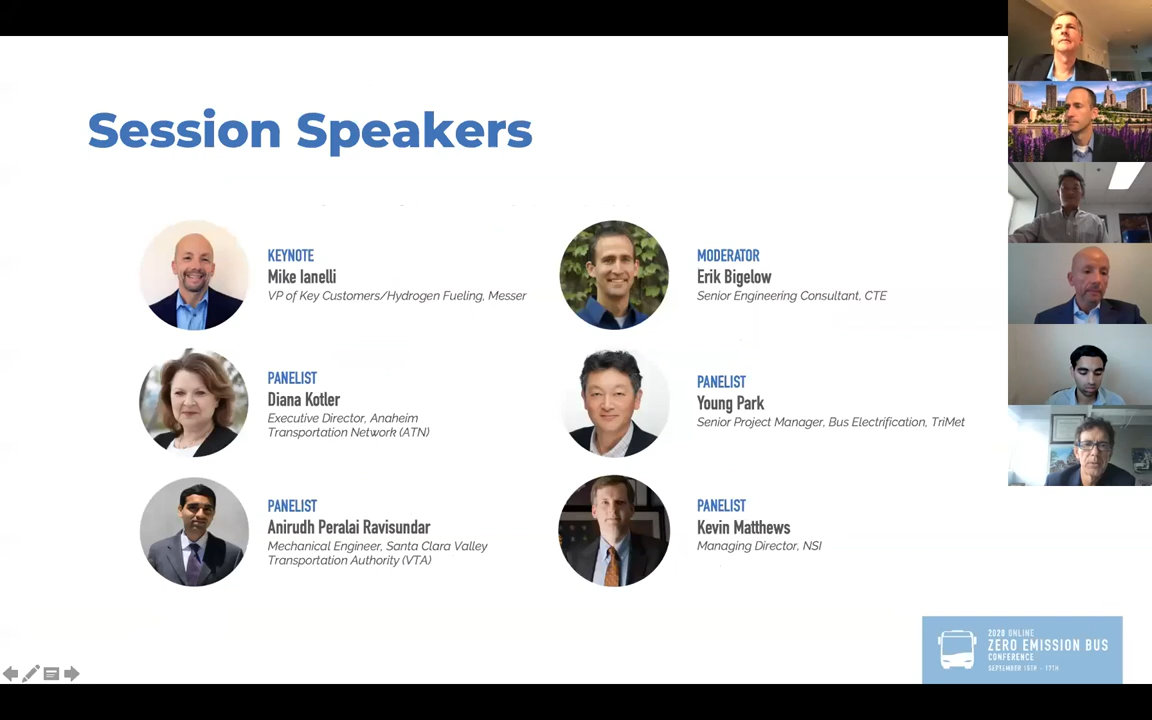 Session Speakers
KEYNOTE
Mike Ianelli
VP of Key Customers/Hydrogen Fueling, Messer
MODERATOR
Erik Bigelow
Senior Engineering Consultant, CTE
PANELIST
Diana Kotler
Executive Director, Anaheim
Transportation Network (ATN)
PANELIST
Young Park
Senior Project Manager, Bus Electrification, TriMet
PANELIST
Anirudh Peralai Ravisundar
Mechanical Engineer, Santa Clara Valley
Transportation Authority (VTA)
PANELIST
Kevin Matthews
Managing Director, NSI
2020 ONLINE
ZERO EMISSION BUS
CONFERENCE
SEPTEMBER 15TH - 17TH